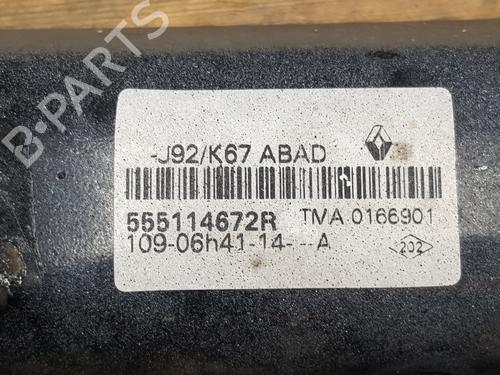 -J92/K67 ABAD
555114672R TMA 0166901
109-06h41-14---A
<202>
B-PARTS